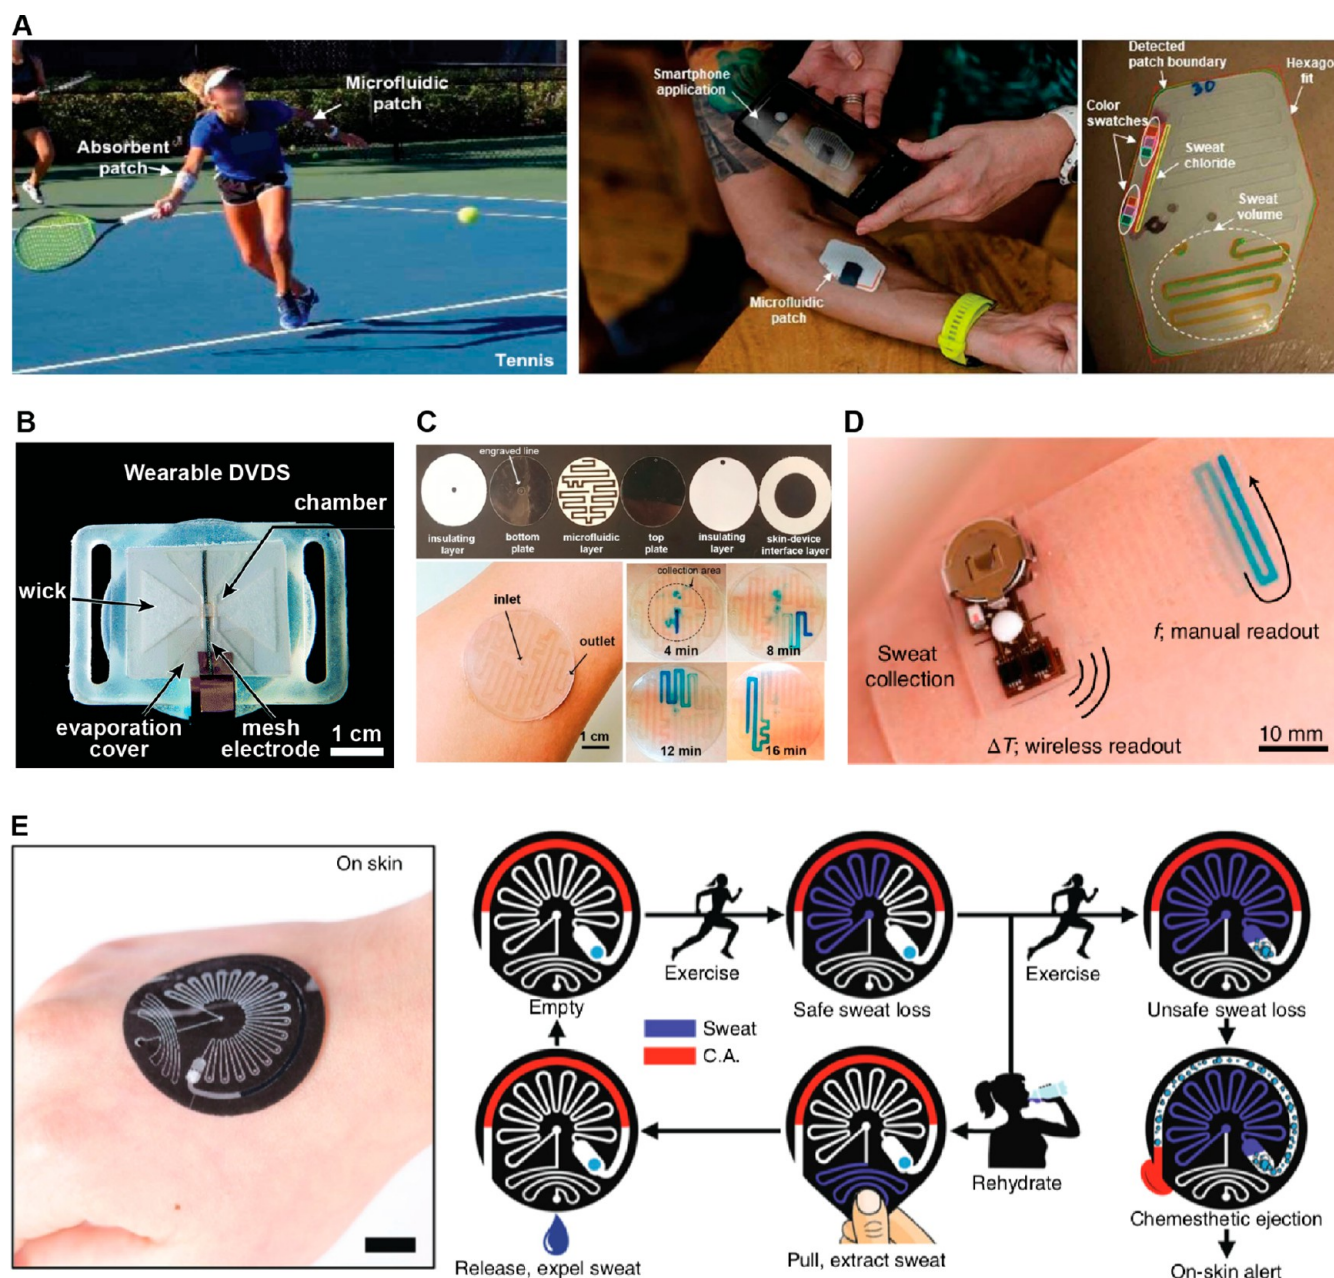 A
Microfluidic
patch
Absorbent
patch
Tennis
Smartphone
application
Microfluidic
patch
Detected
patch boundary
Hexago
fit
Color
swatches
Sweat
chloride
Sweat
volume
30
B
Wearable DVDS
chamber
wick
evaporation
cover
mesh
electrode
1 cm
C
engraved line
insulating
layer
bottom
plate
microfluidic
layer
top
plate
insulating
layer
skin-device
interface layer
inlet
outlet
1 cm
collection area
4 min
8 min
12 min
16 min
D
Sweat
collection
f; manual readout
ΔT; wireless readout
10 mm
E
On skin
Empty
Exercise
Safe sweat loss
Exercise
Unsafe sweat loss
Sweat
C.A.
Release, expel sweat
Pull, extract sweat
Rehydrate
Chemesthetic ejection
On-skin alert